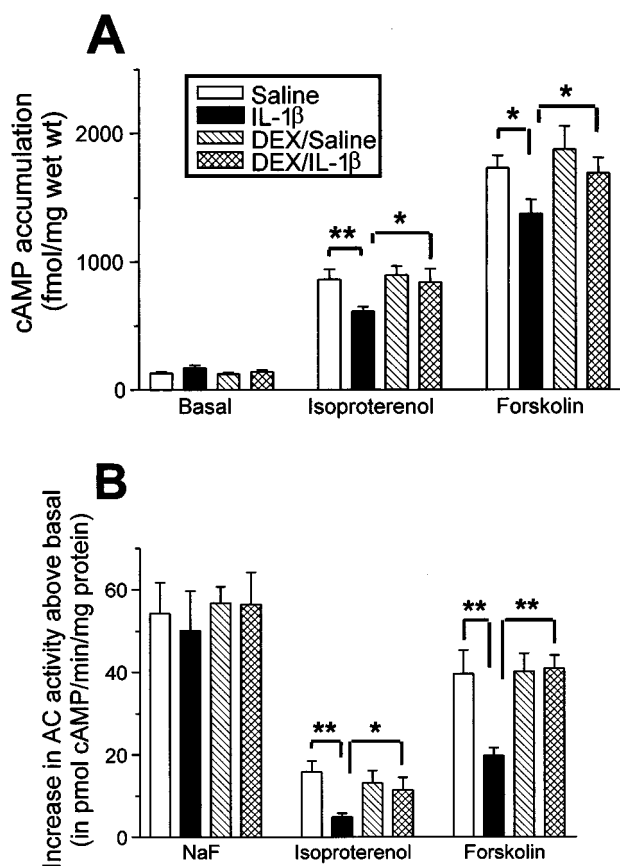 A
cAMP accumulation
(fmol/mg wet wt)
2000
1000
0
Saline
IL-1β
DEX/Saline
DEX/IL-1β
** *
* *
Basal Isoproterenol Forskolin
B
Increase in AC activity above basal
(in pmol cAMP/min/mg protein)
60
40
20
0
** *
** **
NaF Isoproterenol Forskolin